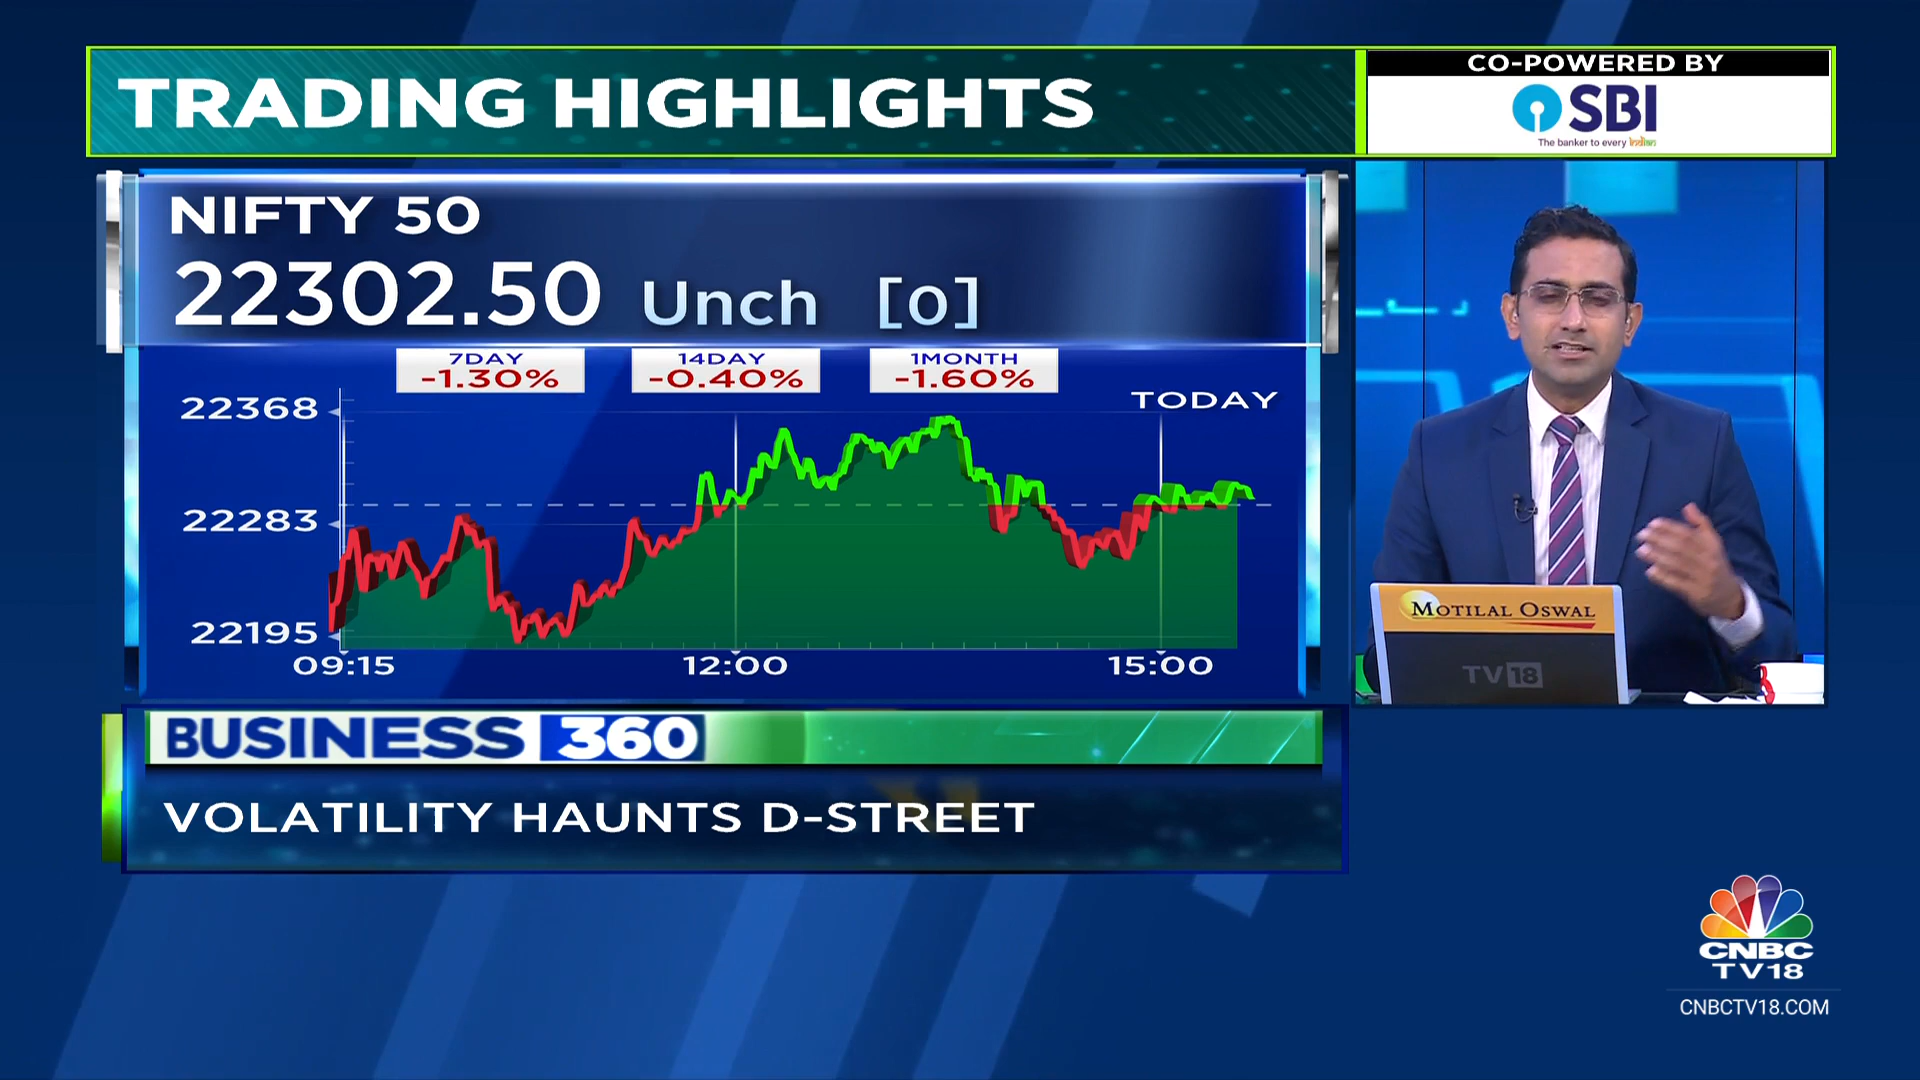 TRADING HIGHLIGHTS
CO-POWERED BY
SBI
The banker to every Indian
NIFTY 50
22302.50 Unch [0]
7DAY
-1.30%
14DAY
-0.40%
1MONTH
-1.60%
TODAY
22368
22283
22195
09:15
12:00
15:00
MOTILAL OSWAL
TV18
BUSINESS 360
VOLATILITY HAUNTS D-STREET
CNBC
TV18
CNBCTV18.COM